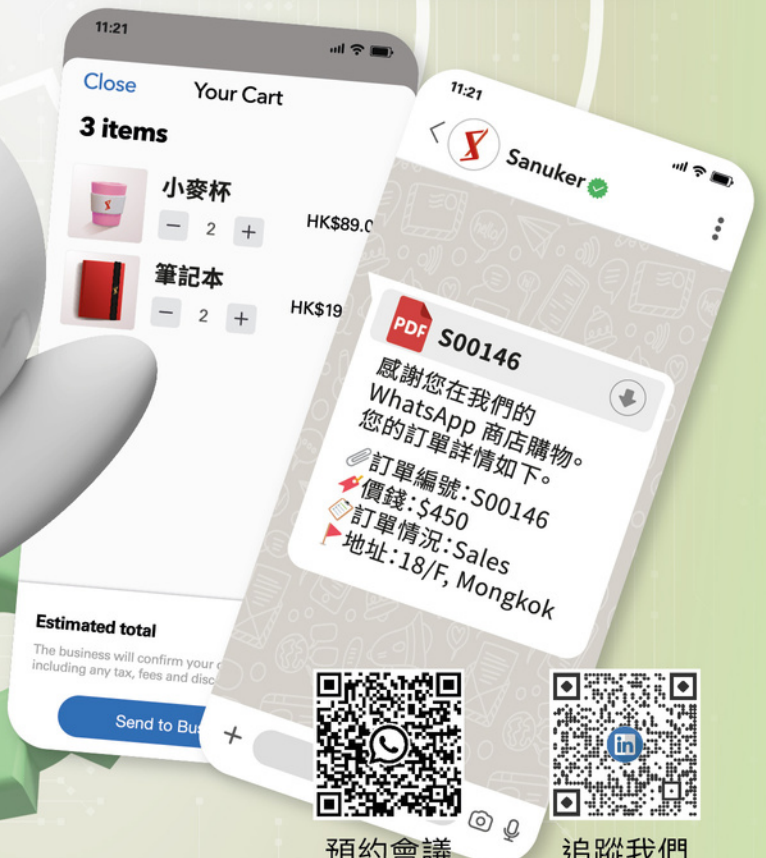 11:21
Close
Your Cart
3 items
小麥杯
2
HK$89.0
筆記本
2
HK$19
Estimated total
The business will confirm your
including any tax, fees and disc
Send to Bu
11:21
Sanuker
PDF
S00146
感謝您在我們的
WhatsApp 商店購物。
您的訂單詳情如下。
訂單編號:S00146
價錢:$450
訂單情況:Sales
地址:18/F, Mongkok
in
預約會議
追蹤我們